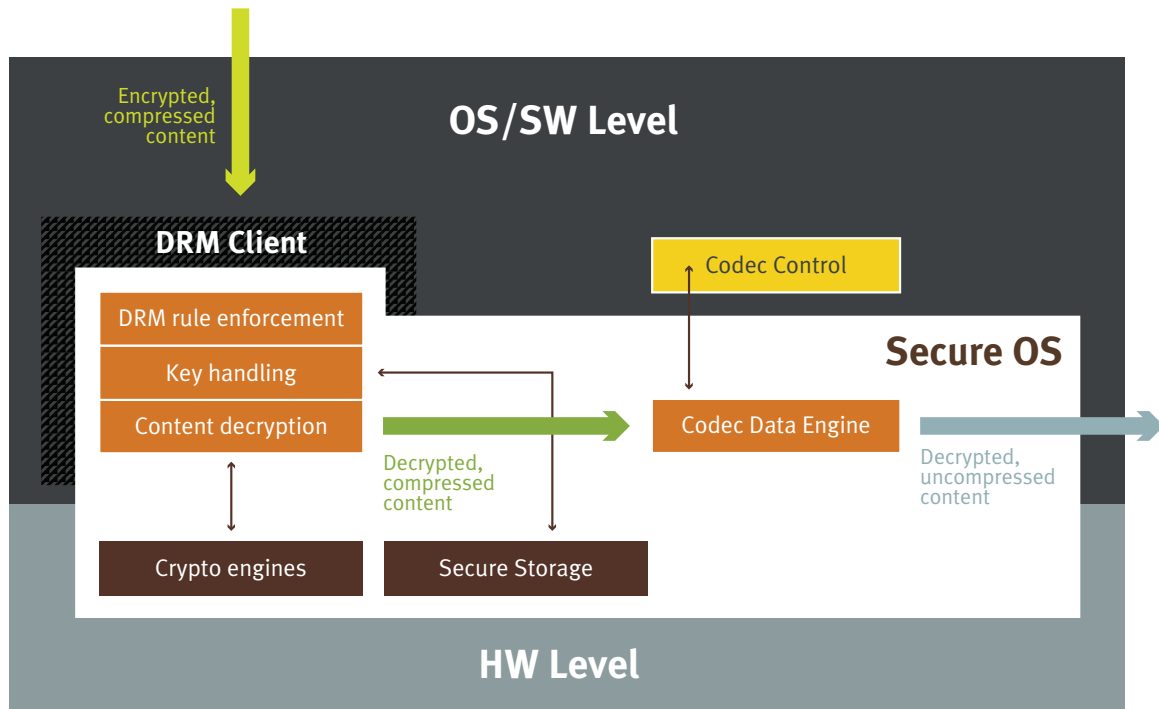 Encrypted,
compressed
content
OS/SW Level
DRM Client
Codec Control
DRM rule enforcement
Secure OS
Key handling
Content decryption
Codec Data Engine
Decrypted,
compressed
content
Decrypted,
uncompressed
content
Crypto engines
Secure Storage
HW Level